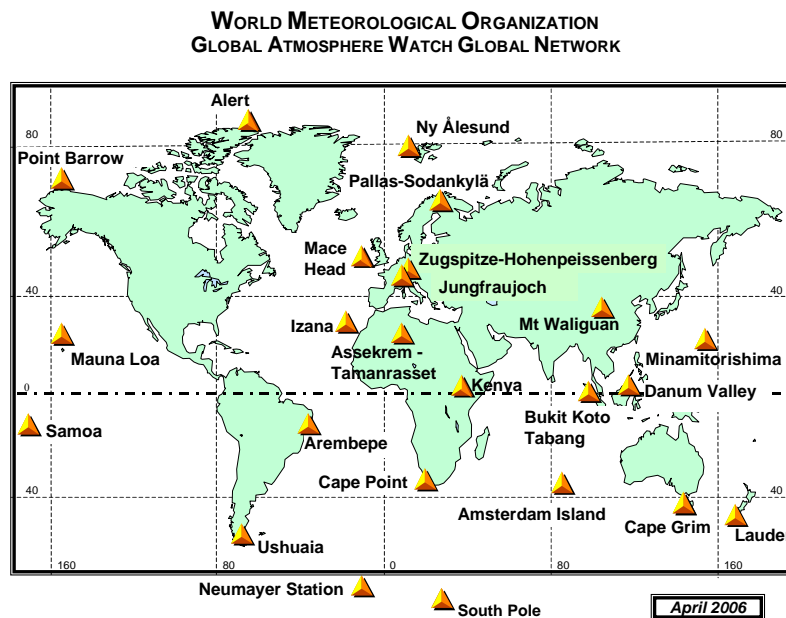 WORLD METEOROLOGICAL ORGANIZATION
GLOBAL ATMOSPHERE WATCH GLOBAL NETWORK
Alert
Ny Ålesund
80
80
Point Barrow
Pallas-Sodankylä
Mace
Head
Zugspitze-Hohenpeissenberg
Jungfraujoch
40
40
Izana
Mt Waliguan
Mauna Loa
Assekrem -
Tamanrasset
Minamitorishima
Kenya
Danum Valley
0
0
Bukit Koto
Tabang
Samoa
Arembepe
Cape Point
40
40
Amsterdam Island
Cape Grim
Lauder
Ushuaia
160
80
0
80
160
Neumayer Station
South Pole
April 2006